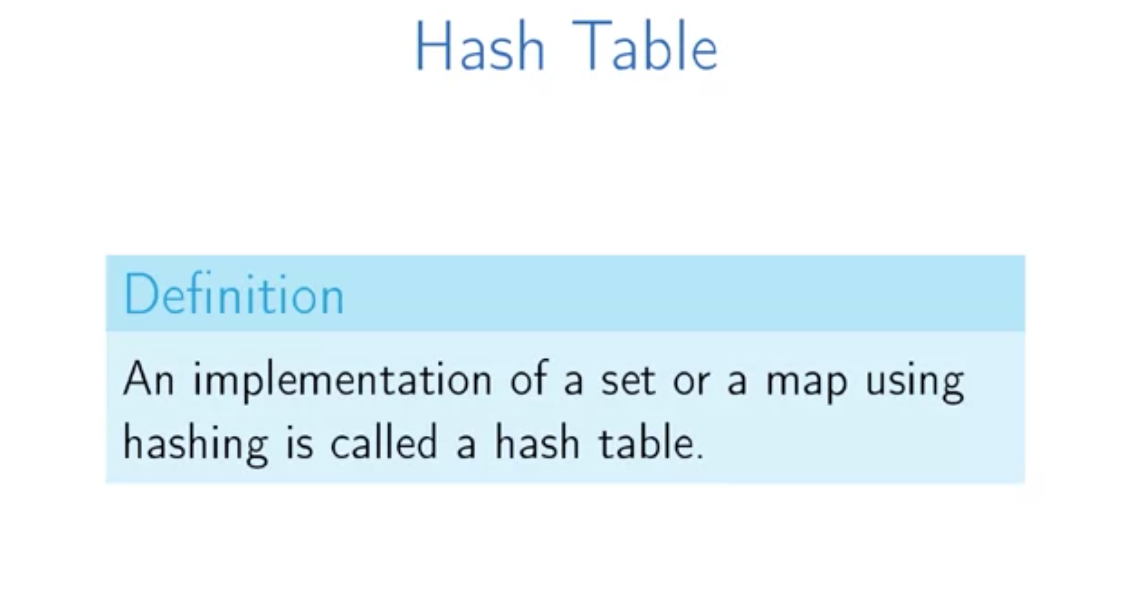 Hash Table
Definition
An implementation of a set or a map using
hashing is called a hash table.